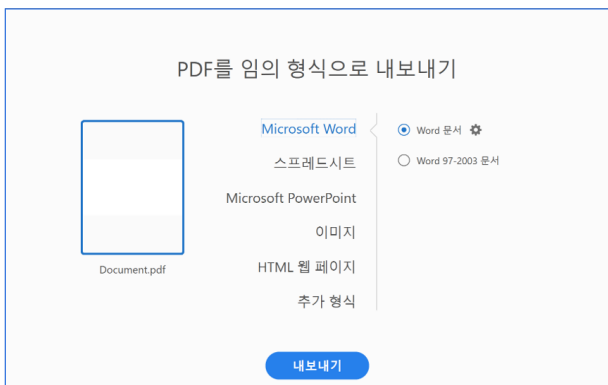 PDF를 임의 형식으로 내보내기
Microsoft Word
Word 문서
스프레드시트
Word 97-2003 문서
Microsoft PowerPoint
이미지
HTML 웹 페이지
Document.pdf
추가 형식
내보내기